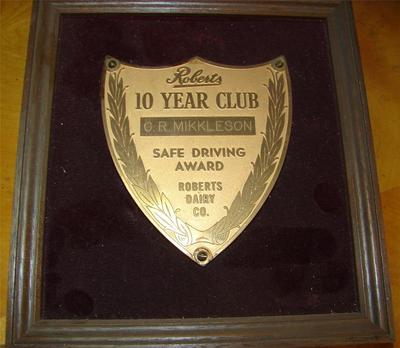 Roberts
10 YEAR CLUB
O. R. MIKKLESON
SAFE DRIVING
AWARD
ROBERTS
DAIRY
CO.